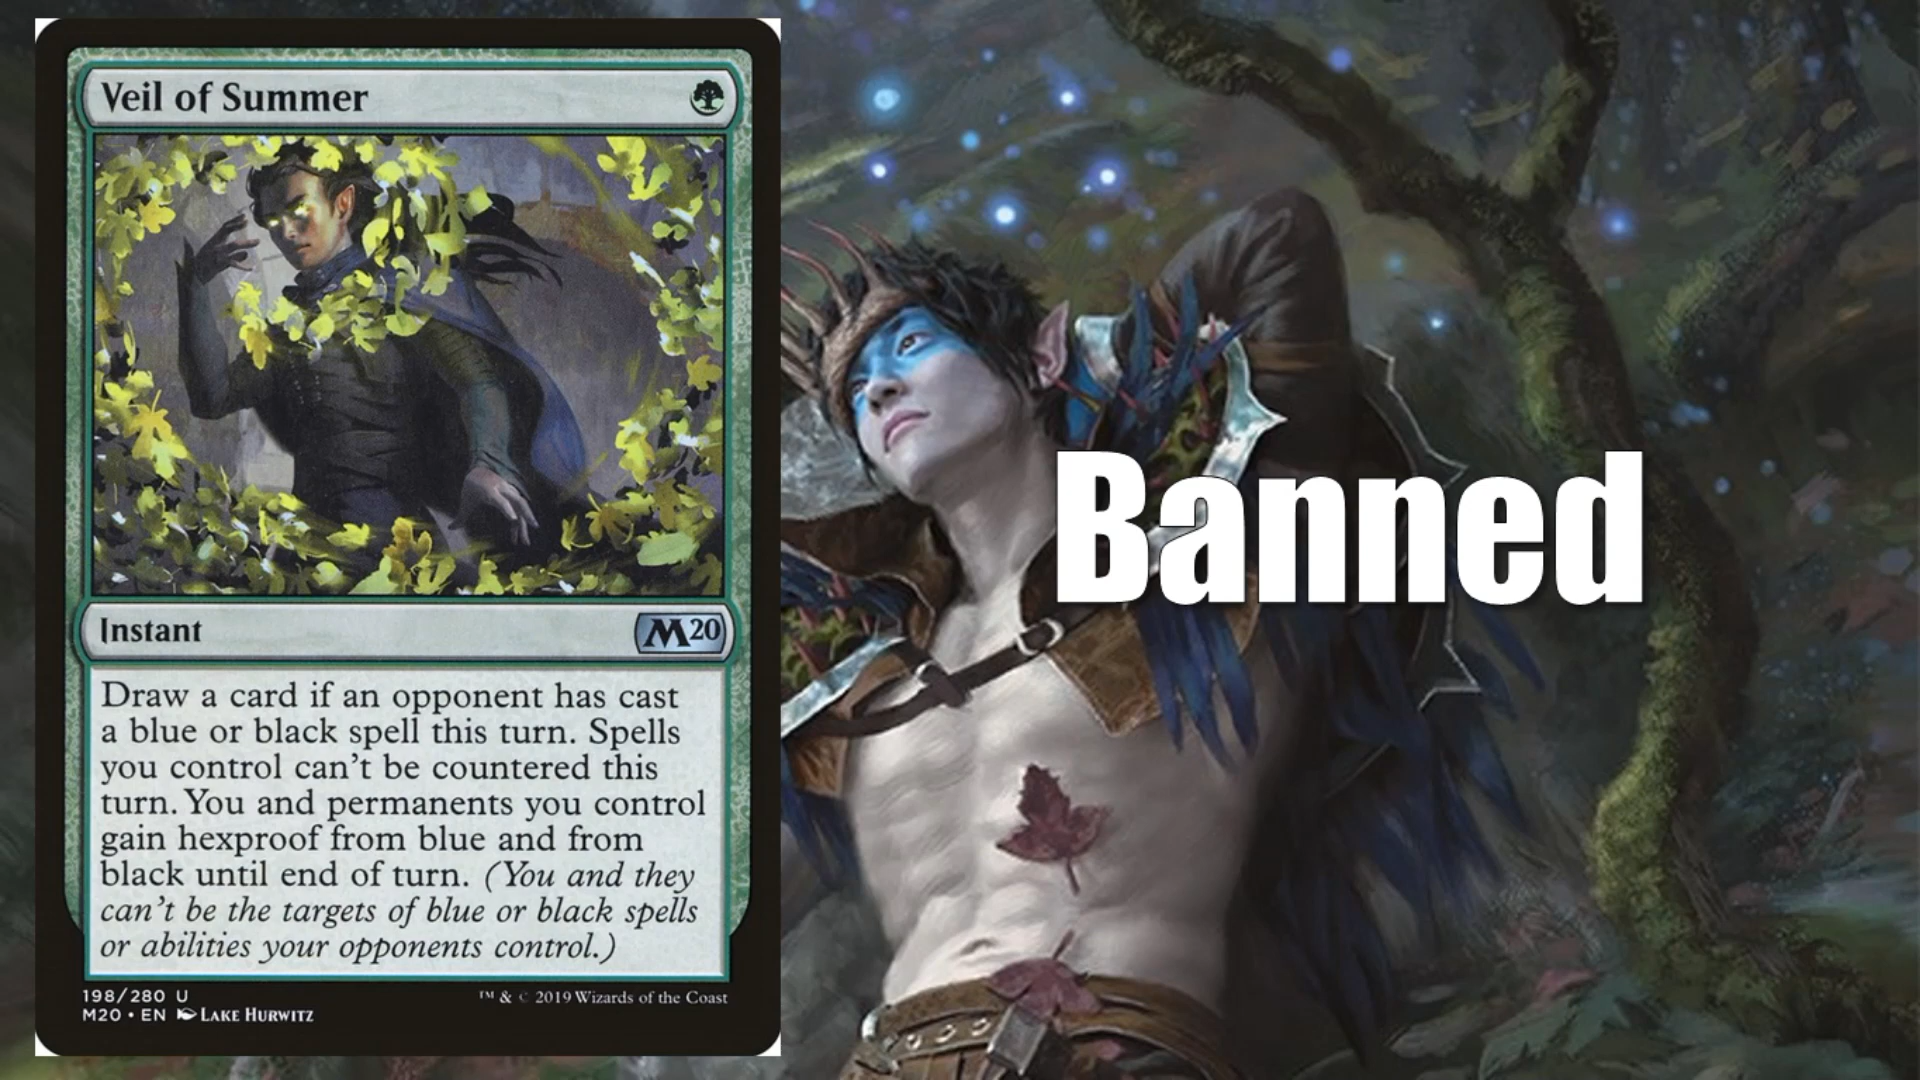 Veil of Summer
Instant
M20
Draw a card if an opponent has cast
a blue or black spell this turn. Spells
you control can't be countered this
turn. You and permanents you control
gain hexproof from blue and from
black until end of turn. (You and they
can't be the targets of blue or black spells
or abilities your opponents control.)
198/280 U
M20 • EN LAKE HURWITZ
™ & © 2019 Wizards of the Coast
Banned